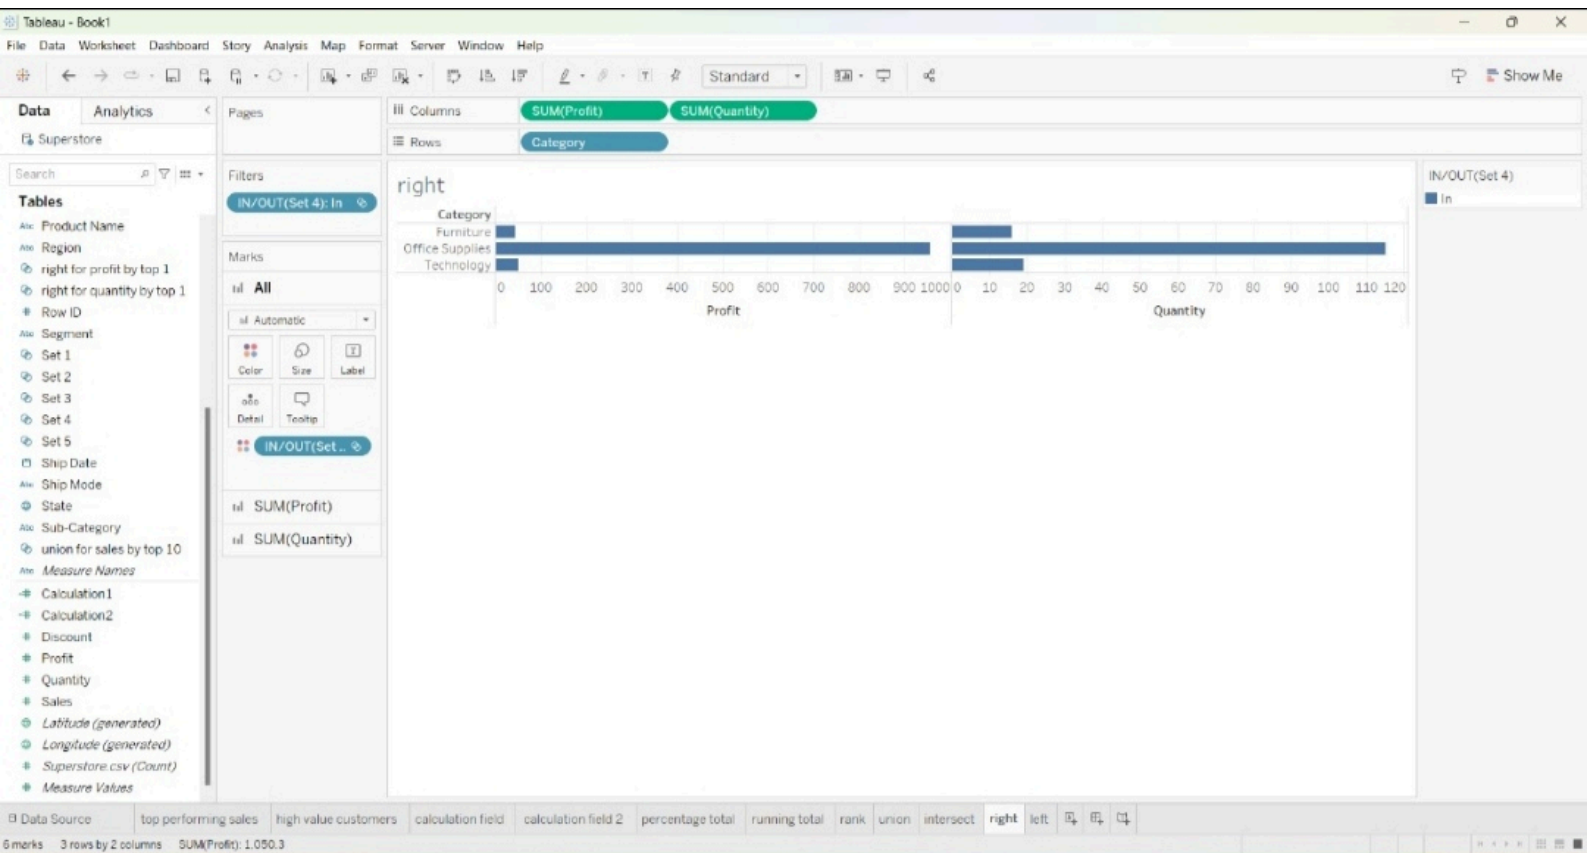 Tableau - Book1
File Data Worksheet Dashboard Story Analysis Map Format Server Window Help
Standard
Show Me
Data Analytics
Superstore
Search
Tables
Abc Product Name
Abc Region
right for profit by top 1
right for quantity by top 1
# Row ID
Abc Segment
Set 1
Set 2
Set 3
Set 4
Set 5
Ship Date
Abc Ship Mode
State
Abc Sub-Category
union for sales by top 10
Abc Measure Names
=# Calculation1
=# Calculation2
# Discount
# Profit
# Quantity
# Sales
Latitude (generated)
Longitude (generated)
# Superstore.csv (Count)
# Measure Values
Pages
Filters
IN/OUT(Set 4): In
Marks
All
Automatic
Color Size Label
Detail Tooltip
IN/OUT(Set ..
SUM(Profit)
SUM(Quantity)
Columns SUM(Profit) SUM(Quantity)
Rows Category
right
Category
Furniture
Office Supplies
Technology
0 100 200 300 400 500 600 700 800 900 1000 0 10 20 30 40 50 60 70 80 90 100 110 120
Profit Quantity
IN/OUT(Set 4)
In
Data Source top performing sales high value customers calculation field calculation field 2 percentage total running total rank union intersect right left
6 marks 3 rows by 2 columns SUM(Profit): 1,050.3